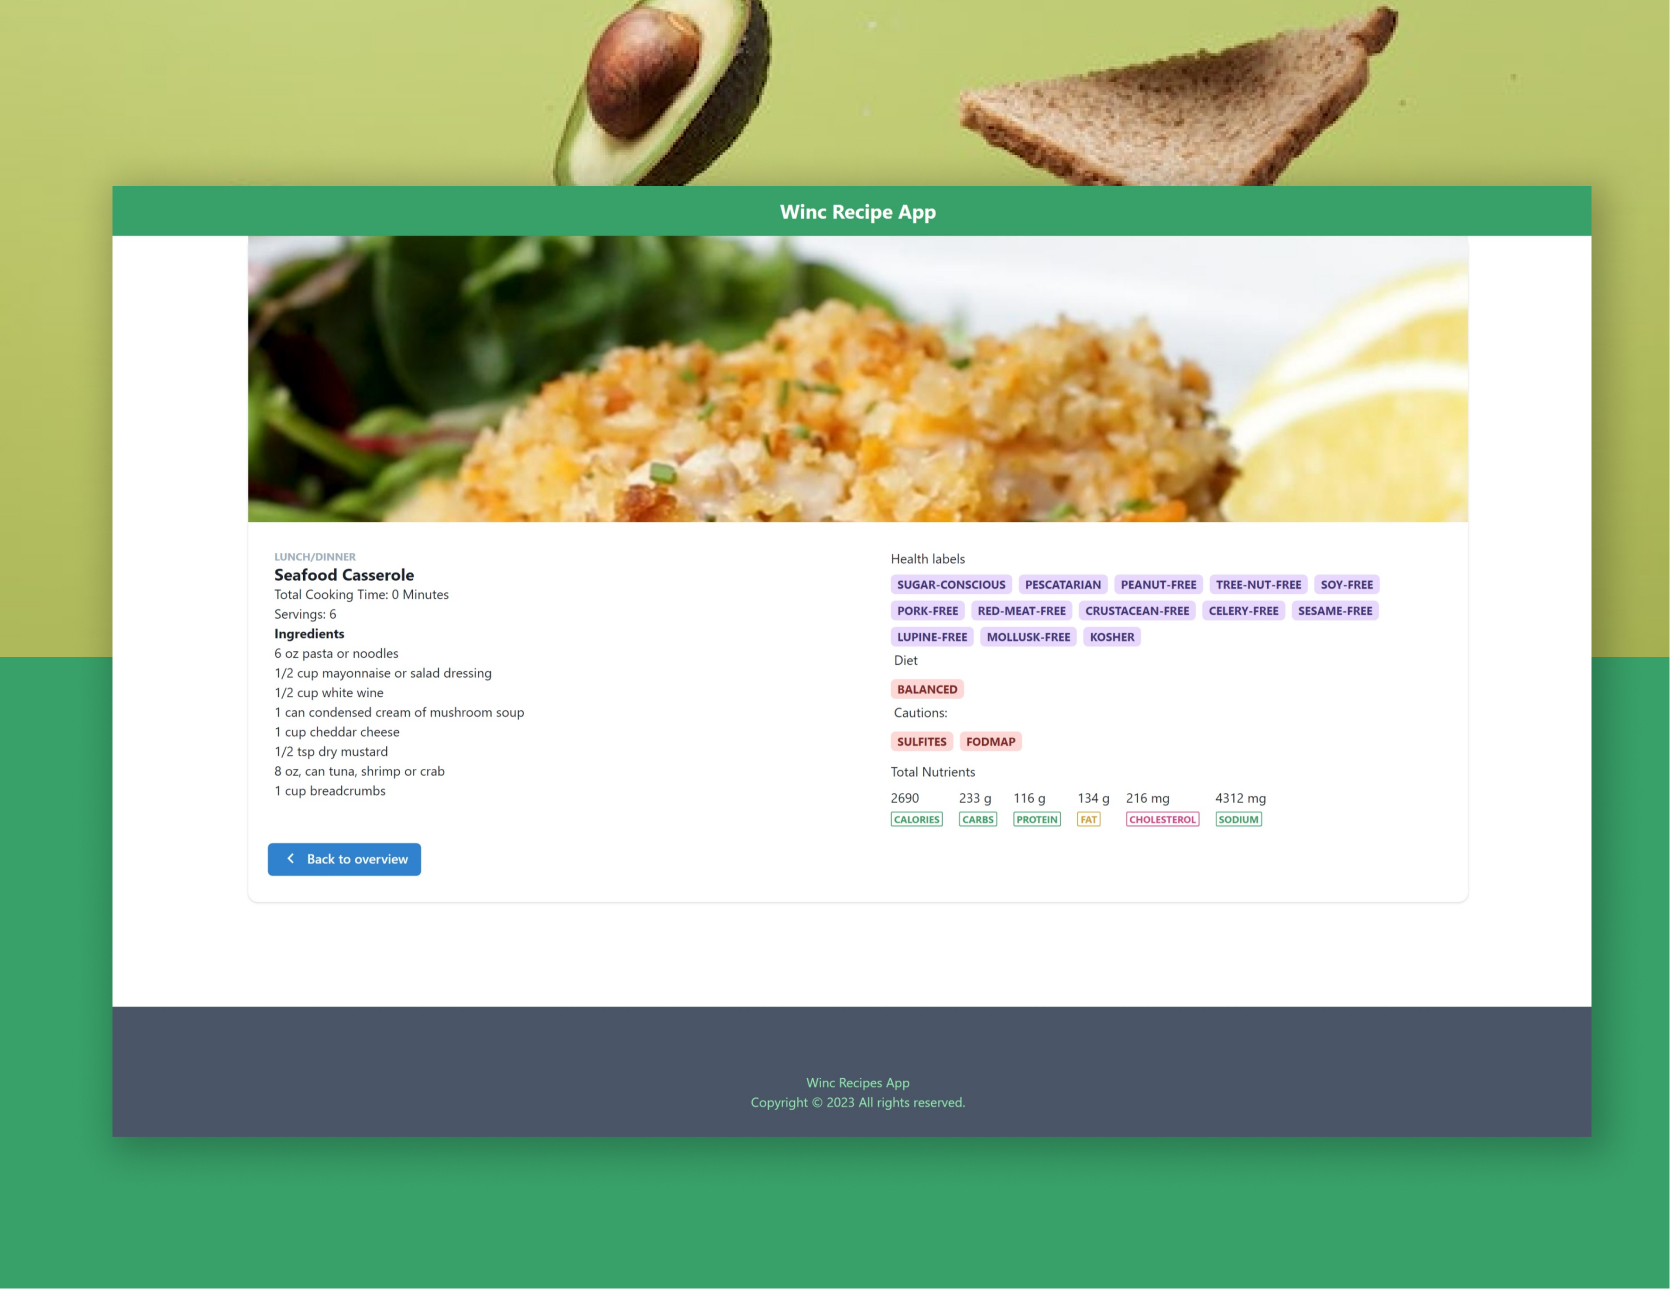 Winc Recipe App
LUNCH/DINNER
Seafood Casserole
Total Cooking Time: 0 Minutes
Servings: 6
Ingredients
6 oz pasta or noodles
1/2 cup mayonnaise or salad dressing
1/2 cup white wine
1 can condensed cream of mushroom soup
1 cup cheddar cheese
1/2 tsp dry mustard
8 oz, can tuna, shrimp or crab
1 cup breadcrumbs
Back to overview
Health labels
SUGAR-CONSCIOUS PESCATARIAN PEANUT-FREE TREE-NUT-FREE SOY-FREE
PORK-FREE RED-MEAT-FREE CRUSTACEAN-FREE CELERY-FREE SESAME-FREE
LUPINE-FREE MOLLUSK-FREE KOSHER
Diet
BALANCED
Cautions:
SULFITES FODMAP
Total Nutrients
2690 233 g 116 g 134 g 216 mg 4312 mg
CALORIES CARBS PROTEIN FAT CHOLESTEROL SODIUM
Winc Recipes App
Copyright © 2023 All rights reserved.